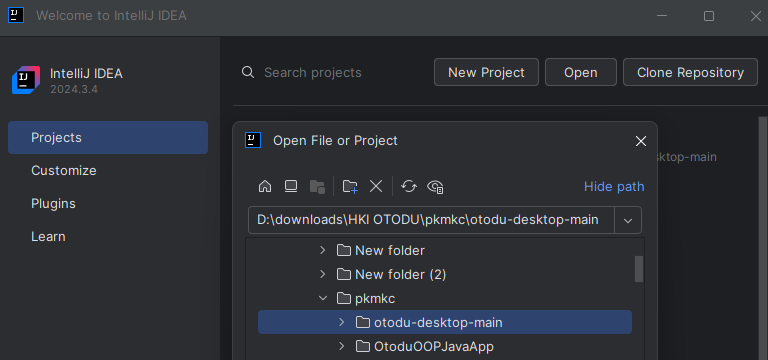 Welcome to IntelliJ IDEA
IntelliJ IDEA
2024.3.4
Search projects
New Project
Open
Clone Repository
Projects
Customize
Plugins
Learn
Open File or Project
sktop-main
Hide path
D:\downloads\HKI OTODU\pkmkc\otodu-desktop-main
New folder
New folder (2)
pkmkc
otodu-desktop-main
OtoduOOPJavaApp